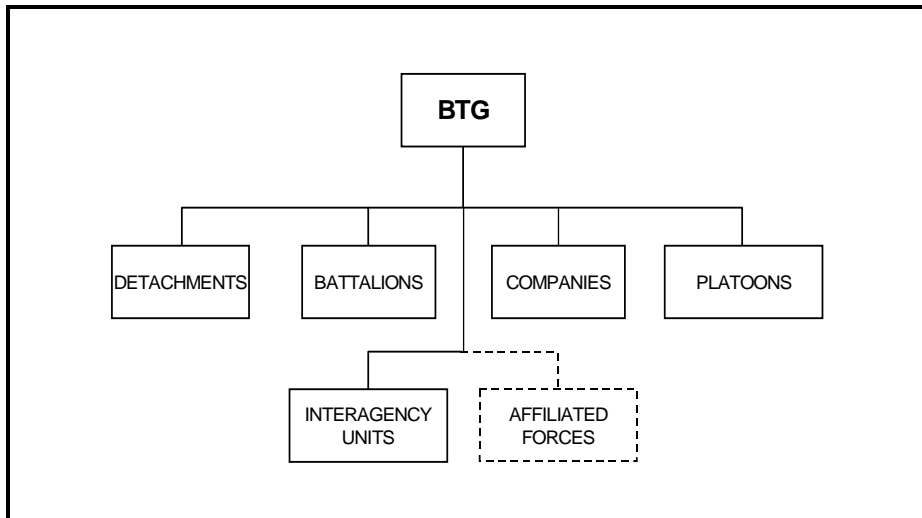 BTG
DETACHMENTS
BATTALIONS
COMPANIES
PLATOONS
INTERAGENCY
UNITS
AFFILIATED
FORCES